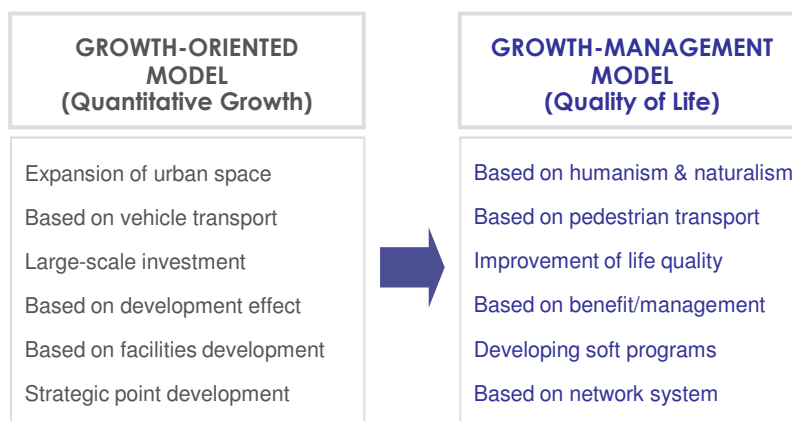 GROWTH-ORIENTED
MODEL
(Quantitative Growth)
Expansion of urban space
Based on vehicle transport
Large-scale investment
Based on development effect
Based on facilities development
Strategic point development
GROWTH-MANAGEMENT
MODEL
(Quality of Life)
Based on humanism & naturalism
Based on pedestrian transport
Improvement of life quality
Based on benefit/management
Developing soft programs
Based on network system